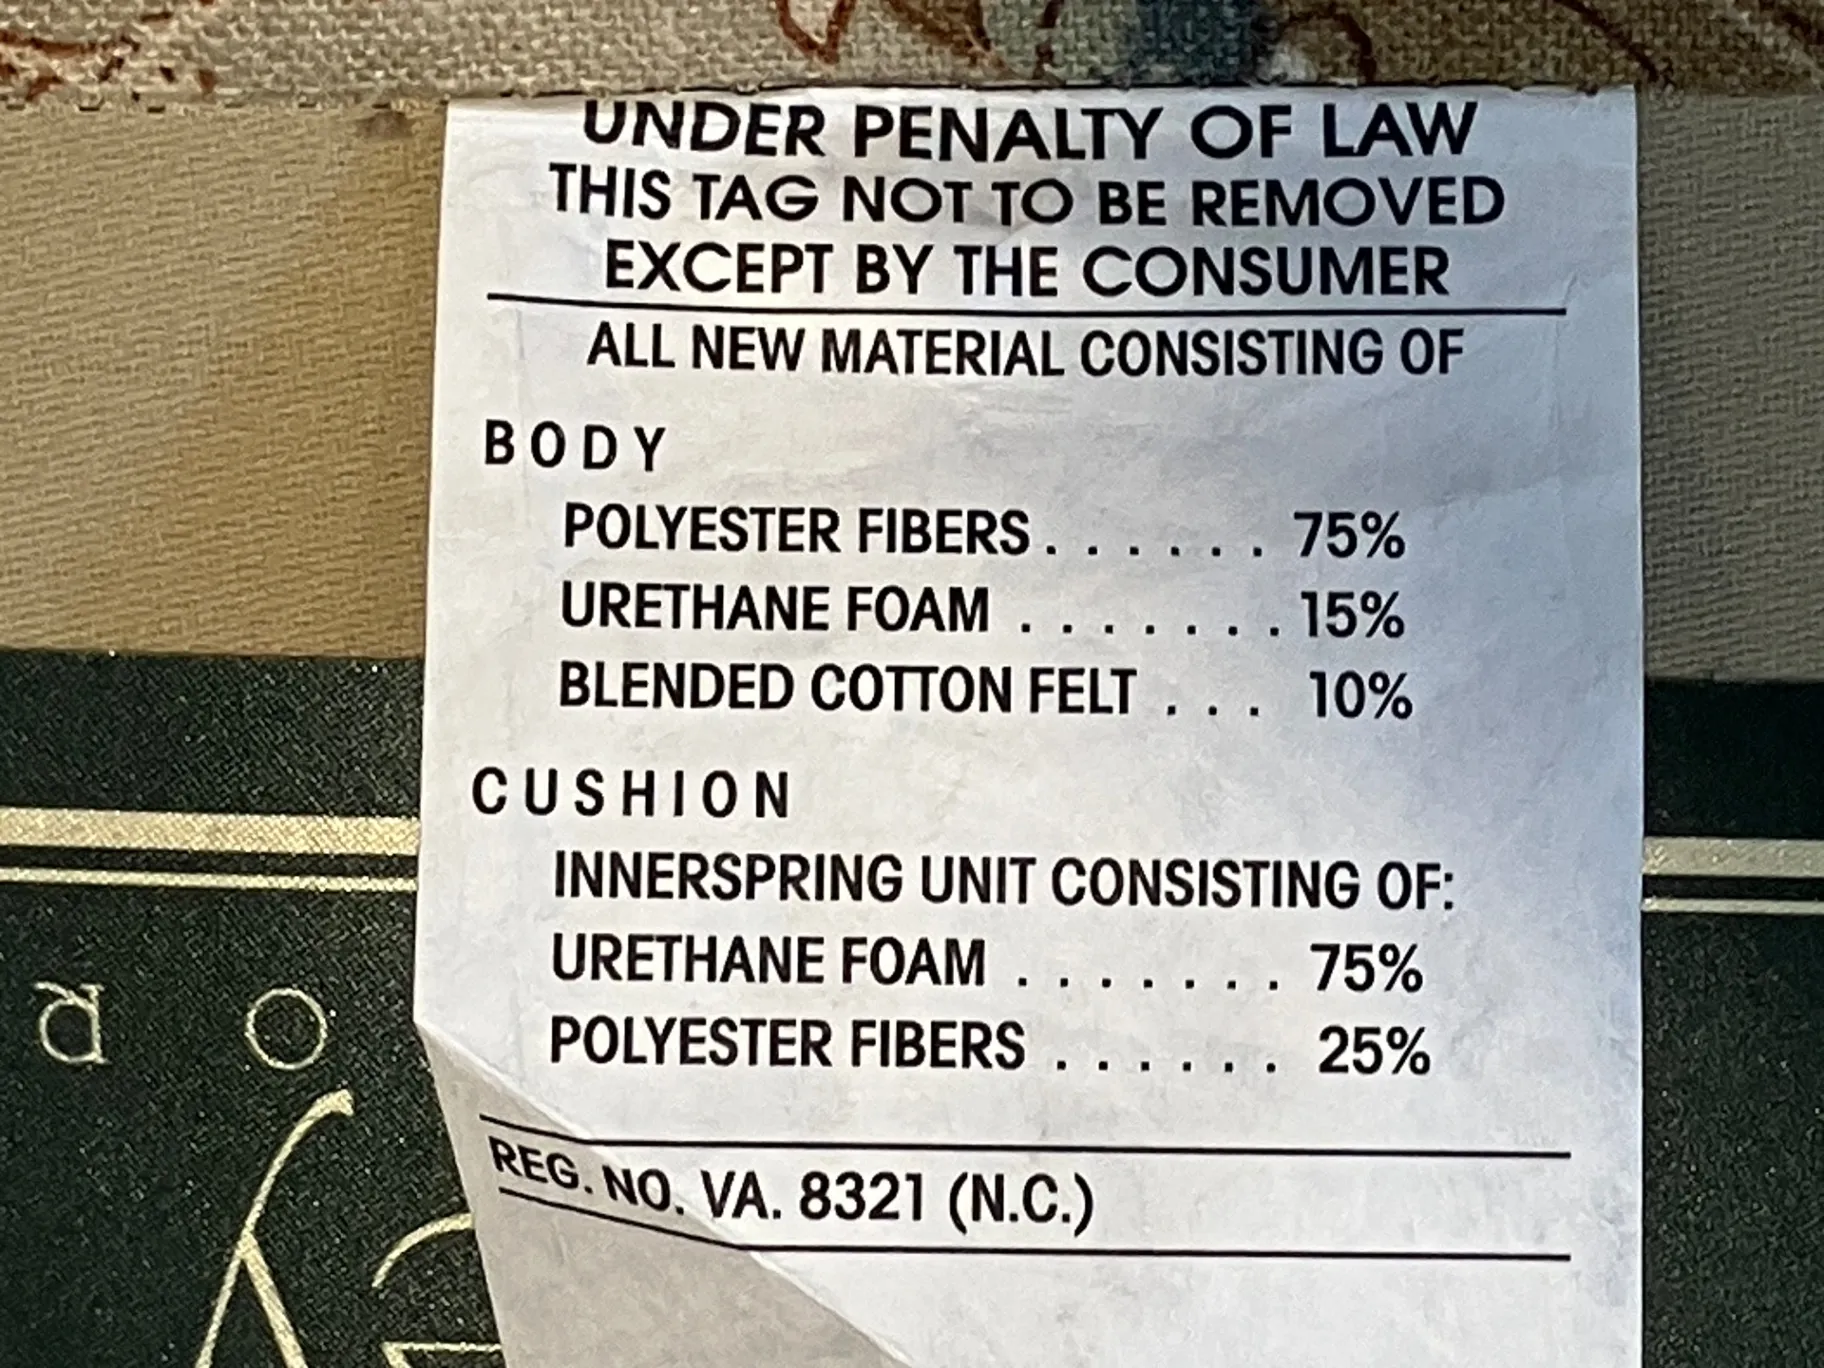 UNDER PENALTY OF LAW
THIS TAG NOT TO BE REMOVED
EXCEPT BY THE CONSUMER
ALL NEW MATERIAL CONSISTING OF
BODY
POLYESTER FIBERS . . . . . . 75%
URETHANE FOAM . . . . . . . 15%
BLENDED COTTON FELT . . . 10%
CUSHION
INNERSPRING UNIT CONSISTING OF:
URETHANE FOAM . . . . . . . 75%
POLYESTER FIBERS . . . . . . 25%
REG. NO. VA. 8321 (N.C.)